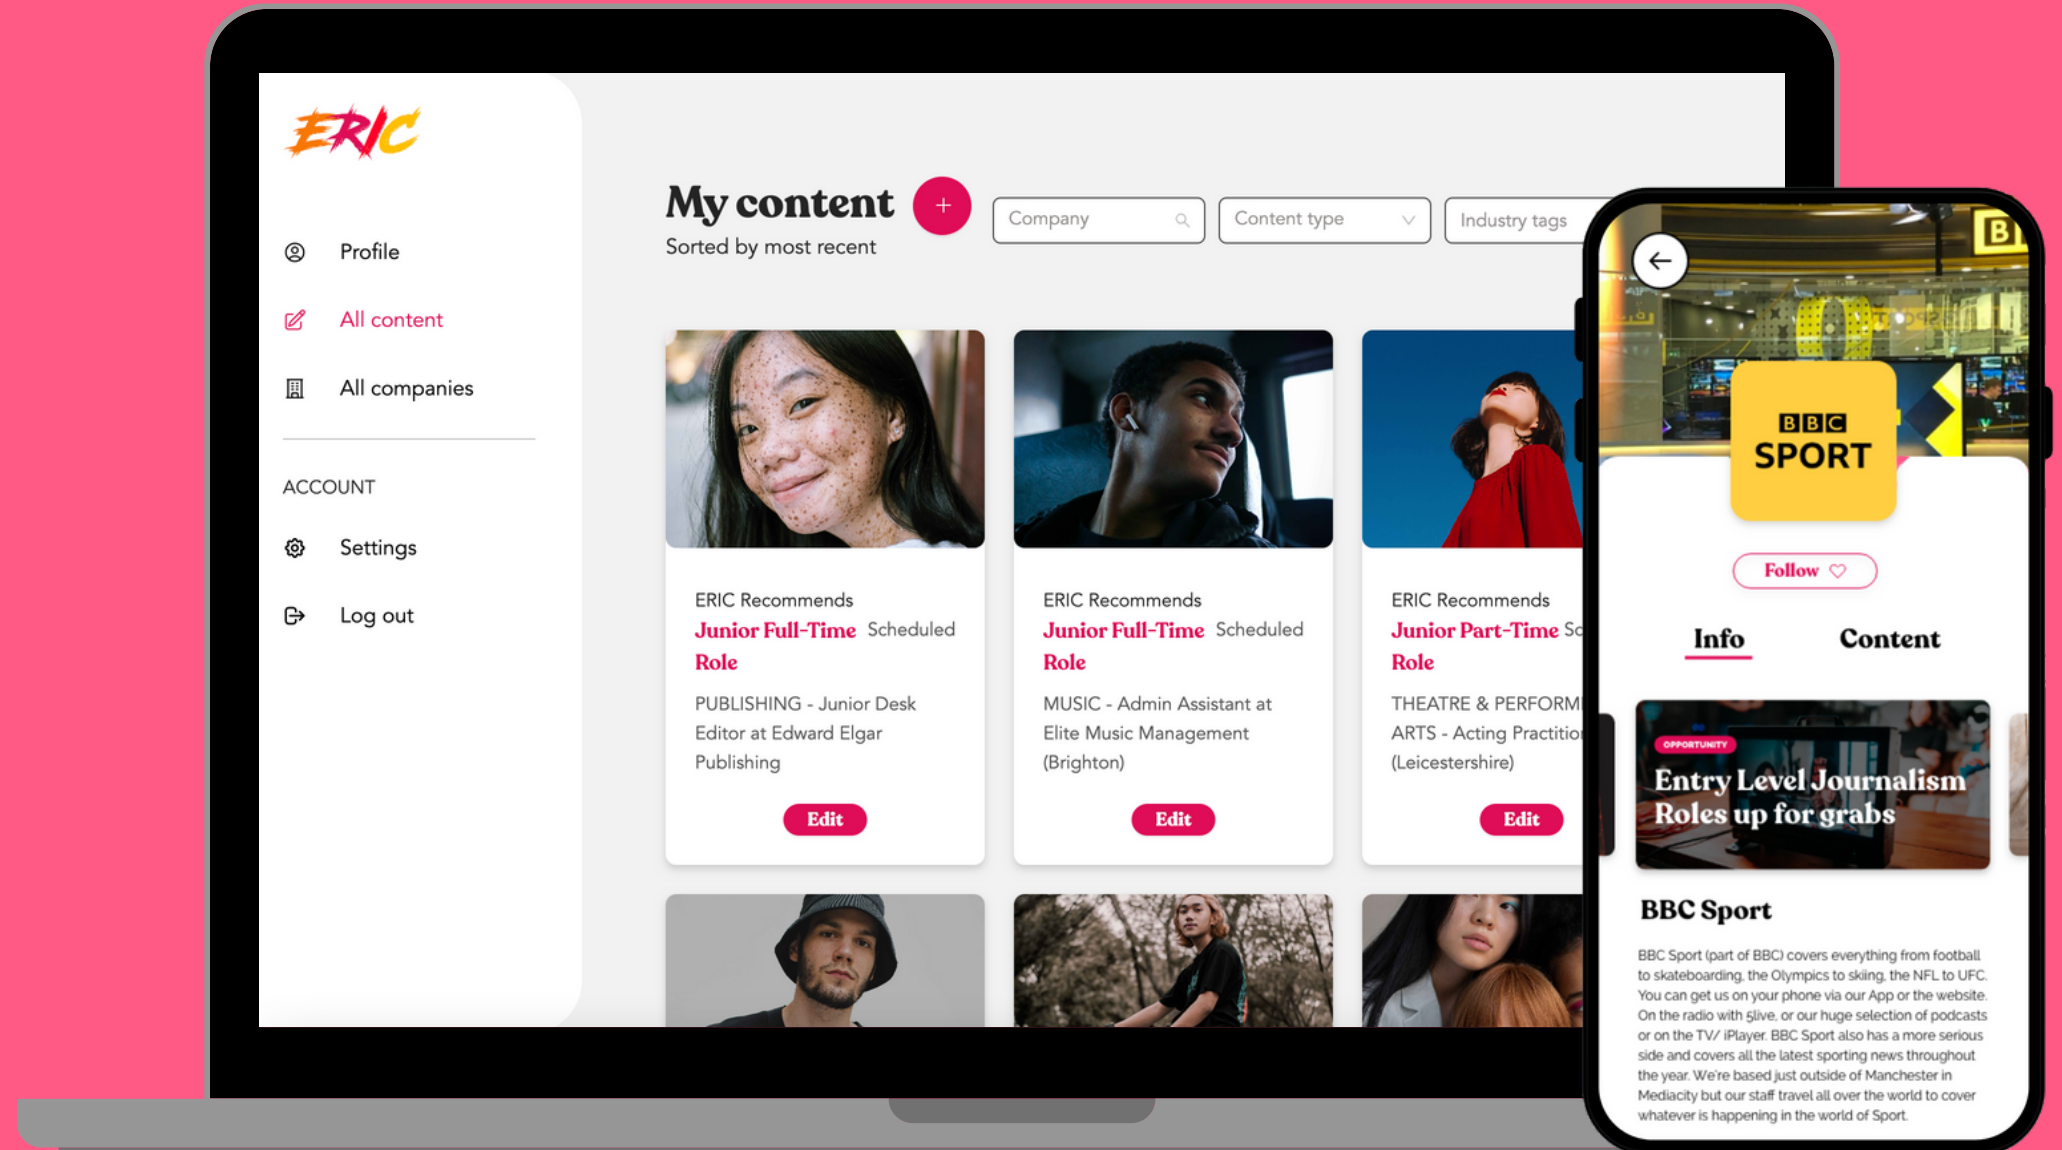 ERIC
Profile
All content
All companies
ACCOUNT
Settings
Log out
My content
+
Sorted by most recent
Company
Content type
Industry tags
ERIC Recommends
Junior Full-Time Scheduled
Role
PUBLISHING - Junior Desk
Editor at Edward Elgar
Publishing
Edit
ERIC Recommends
Junior Full-Time Scheduled
Role
MUSIC - Admin Assistant at
Elite Music Management
(Brighton)
Edit
ERIC Recommends
Junior Part-Time Sc
Role
THEATRE & PERFORMI
ARTS - Acting Practition
(Leicestershire)
Edit
B
BBC
SPORT
Follow
Info
Content
OPPORTUNITY
Entry Level Journalism
Roles up for grabs
BBC Sport
BBC Sport (part of BBC) covers everything from football
to skateboarding, the Olympics to skiing, the NFL to UFC.
You can get us on your phone via our App or the website.
On the radio with 5live, or our huge selection of podcasts
or on the TV/ iPlayer. BBC Sport also has a more serious
side and covers all the latest sporting news throughout
the year. We're based just outside of Manchester in
Mediacity but our staff travel all over the world to cover
whatever is happening in the world of Sport.